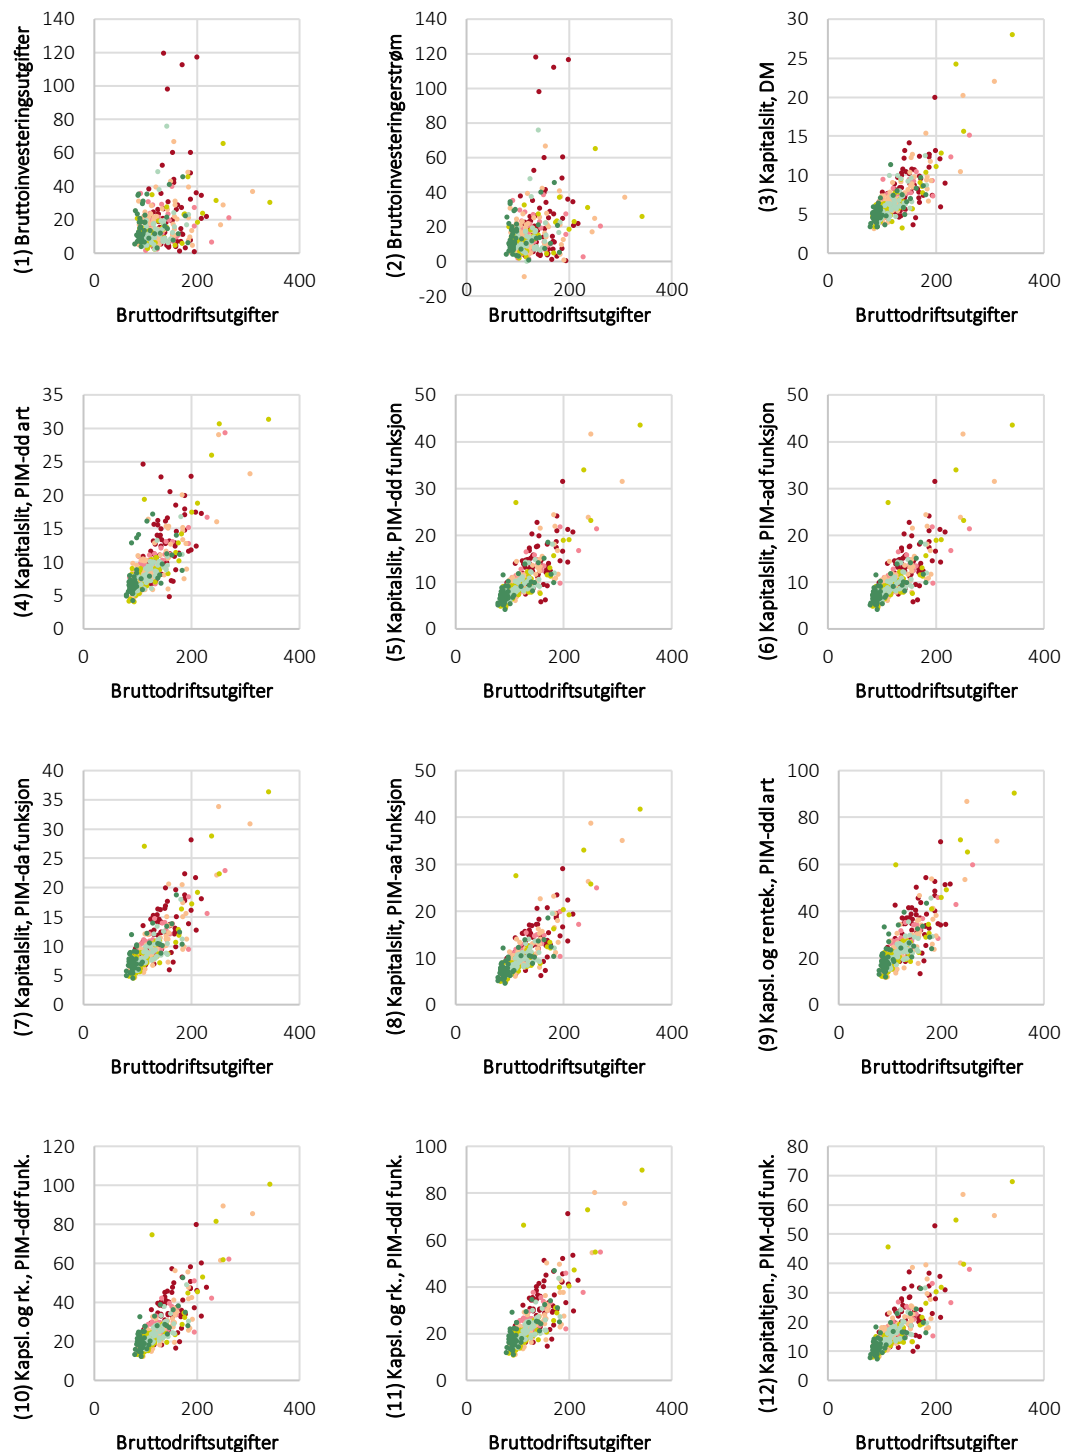 (1) Bruttoinvesteringsutgifter
140
120
100
80
60
40
20
0
0 200 400
Bruttodriftsutgifter
(2) Bruttoinvesteringerstrøm
140
120
100
80
60
40
20
0
-20
0 200 400
Bruttodriftsutgifter
(3) Kapitalslit, DM
30
25
20
15
10
5
0
0 200 400
Bruttodriftsutgifter
(4) Kapitalslit, PIM-dd art
35
30
25
20
15
10
5
0
0 200 400
Bruttodriftsutgifter
(5) Kapitalslit, PIM-dd funksjon
50
40
30
20
10
0
0 200 400
Bruttodriftsutgifter
(6) Kapitalslit, PIM-ad funksjon
50
40
30
20
10
0
0 200 400
Bruttodriftsutgifter
(7) Kapitalslit, PIM-da funksjon
40
35
30
25
20
15
10
5
0
0 200 400
Bruttodriftsutgifter
(8) Kapitalslit, PIM-aa funksjon
50
40
30
20
10
0
0 200 400
Bruttodriftsutgifter
(9) Kapsl. og rentek., PIM-ddl art
100
80
60
40
20
0
0 200 400
Bruttodriftsutgifter
(10) Kapsl. og rk., PIM-ddf funk.
120
100
80
60
40
20
0
0 200 400
Bruttodriftsutgifter
(11) Kapsl. og rk., PIM-ddl funk.
100
80
60
40
20
0
0 200 400
Bruttodriftsutgifter
(12) Kapitaltjen., PIM-ddl funk.
80
70
60
50
40
30
20
10
0
0 200 400
Bruttodriftsutgifter